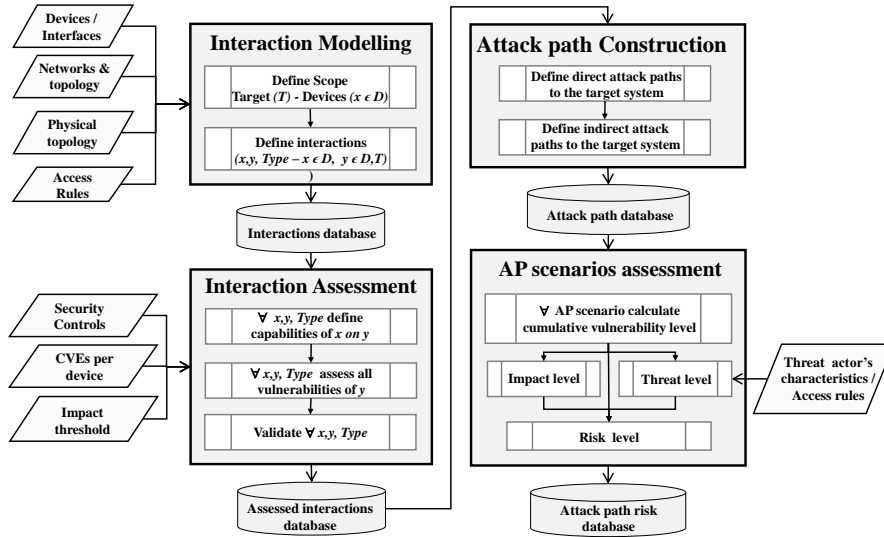 Devices /
Interfaces
Networks &
topology
Physical
topology
Access
Rules
Interaction Modelling
Define Scope
Target (T) - Devices (x ϵ D)
Define interactions
(x,y, Type – x ϵ D, y ϵ D,T)
)
Interactions database
Security
Controls
CVEs per
device
Impact
threshold
Interaction Assessment
∀ x,y, Type define
capabilities of x on y
∀ x,y, Type assess all
vulnerabilities of y
Validate ∀ x,y, Type
Assessed interactions
database
Attack path Construction
Define direct attack paths
to the target system
Define indirect attack
paths to the target system
Attack path database
AP scenarios assessment
∀ AP scenario calculate
cumulative vulnerability level
Impact level
Threat level
Risk level
Threat actor's
characteristics /
Access rules
Attack path risk
database